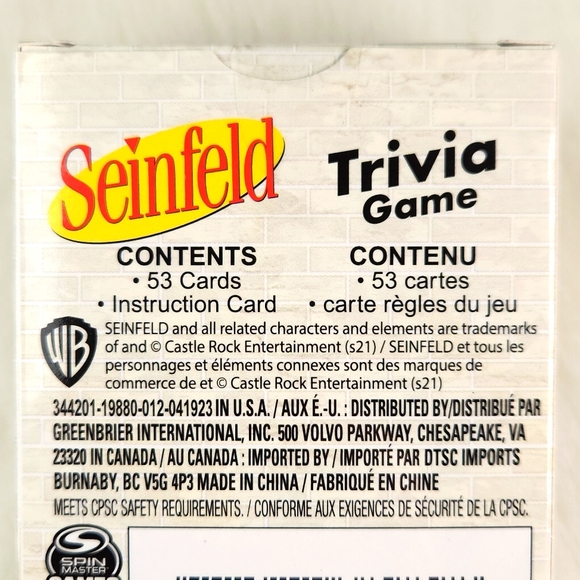 Seinfeld
Trivia
Game
CONTENTS
• 53 Cards
• Instruction Card
CONTENU
• 53 cartes
• carte règles du jeu
WB
SEINFELD and all related characters and elements are trademarks
of and © Castle Rock Entertainment (s21) / SEINFELD et tous les
personnages et éléments connexes sont des marques de
commerce de et © Castle Rock Entertainment (s21)
344201-19880-012-041923 IN U.S.A. / AUX É.-U. : DISTRIBUTED BY/DISTRIBUÉ PAR
GREENBRIER INTERNATIONAL, INC. 500 VOLVO PARKWAY, CHESAPEAKE, VA
23320 IN CANADA / AU CANADA : IMPORTED BY / IMPORTÉ PAR DTSC IMPORTS
BURNABY, BC V5G 4P3 MADE IN CHINA / FABRIQUÉ EN CHINE
MEETS CPSC SAFETY REQUIREMENTS. / CONFORME AUX EXIGENCES DE SÉCURITÉ DE LA CPSC.
SPIN
MASTER